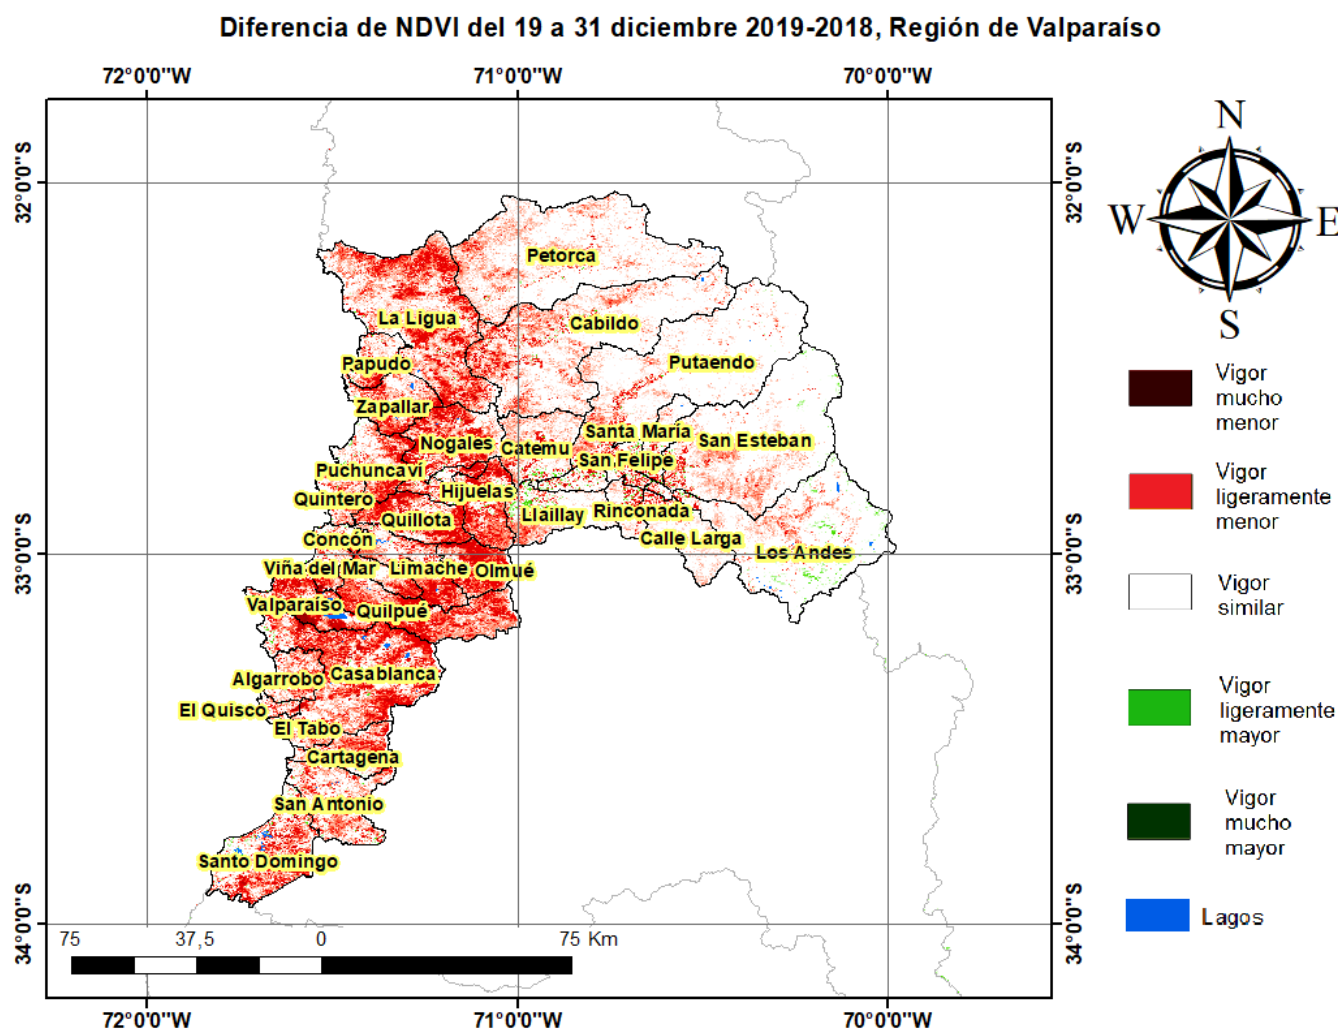 Diferencia de NDVI del 19 a 31 diciembre 2019-2018, Región de Valparaíso
72°0'0"W 71°0'0"W 70°0'0"W
32°0'0"S
32°0'0"S
N
W E
S
Petorca
La Ligua
Cabildo
Papudo
Putaendo
Zapallar
Santa María
Nogales
Catemu
San Esteban
San Felipe
Puchuncaví
Hijuelas
Quintero
Rinconada
Llaillay
Quillota
Concón
Calle Larga
Los Andes
Viña del Mar
Limache
Olmué
Valparaíso
Quilpué
Casablanca
Algarrobo
El Quisco
El Tabo
Cartagena
San Antonio
Santo Domingo
33°0'0"S
33°0'0"S
Vigor
mucho
menor
Vigor
ligeramente
menor
Vigor
similar
Vigor
ligeramente
mayor
Vigor
mucho
mayor
Lagos
34°0'0"S
34°0'0"S
75 37,5 0 75 Km
72°0'0"W 71°0'0"W 70°0'0"W